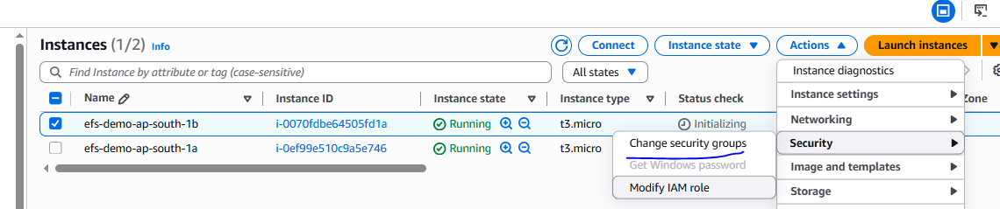 Instances (1/2) Info
Connect
Instance state
Actions
Launch instances
Find Instance by attribute or tag (case-sensitive)
All states
Instance diagnostics
Name
Instance ID
Instance state
Instance type
Status check
Zone
Instance settings
Networking
efs-demo-ap-south-1b
i-0070fdbe64505fd1a
Running
t3.micro
Initializing
Change security groups
Security
efs-demo-ap-south-1a
i-0ef99e510c9a5e746
Running
t3.micro
Get Windows password
Image and templates
Modify IAM role
Storage